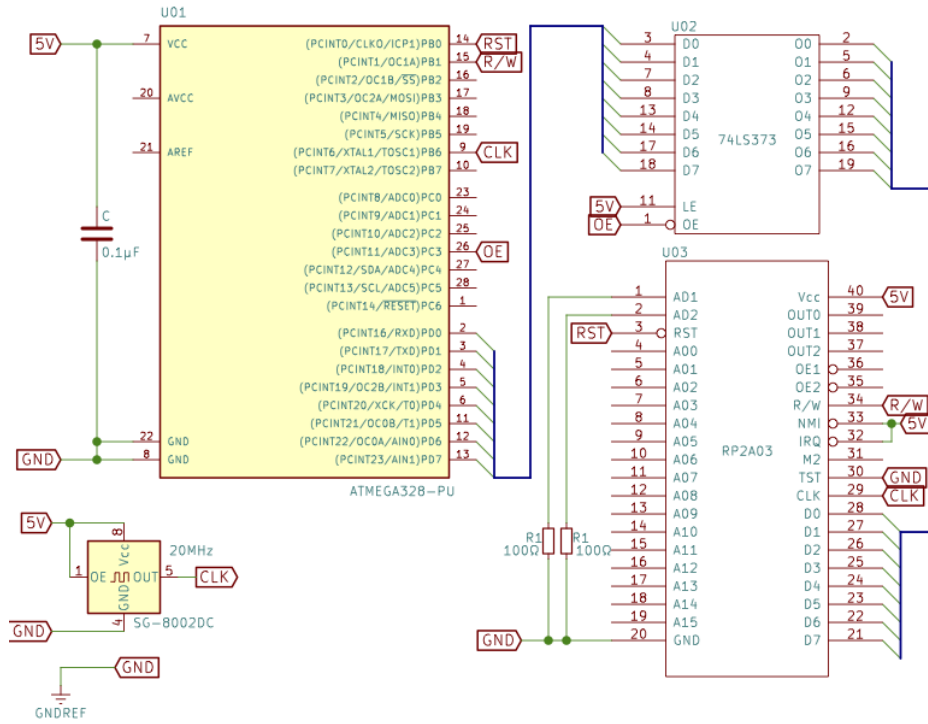 U01
5V
7
VCC
20
AVCC
21
AREF
C
0.1µF
22
GND
GND
8
GND
(PCINT0/CLKO/ICP1)PB0
14
RST
(PCINT1/OC1A)PB1
15
R/W
(PCINT2/OC1B/SS)PB2
16
(PCINT3/OC2A/MOSI)PB3
17
(PCINT4/MISO)PB4
18
(PCINT5/SCK)PB5
19
(PCINT6/XTAL1/TOSC1)PB6
9
CLK
(PCINT7/XTAL2/TOSC2)PB7
10
(PCINT8/ADC0)PC0
23
(PCINT9/ADC1)PC1
24
(PCINT10/ADC2)PC2
25
(PCINT11/ADC3)PC3
26
OE
(PCINT12/SDA/ADC4)PC4
27
(PCINT13/SCL/ADC5)PC5
28
(PCINT14/RESET)PC6
1
(PCINT16/RXD)PD0
2
(PCINT17/TXD)PD1
3
(PCINT18/INT0)PD2
4
(PCINT19/OC2B/INT1)PD3
5
(PCINT20/XCK/T0)PD4
6
(PCINT21/OC0B/T1)PD5
11
(PCINT22/OC0A/AIN0)PD6
12
(PCINT23/AIN1)PD7
13
ATMEGA328-PU
U02
3 D0 O0 2
4 D1 O1 5
7 D2 O2 6
8 D3 O3 9
13 D4 O4 12
14 D5 O5 15
17 D6 O6 16
18 D7 O7 19
74LS373
5V 11 LE
OE 1 OE
U03
1 AD1 Vcc 40 5V
2 AD2 OUT0 39
RST 3 RST OUT1 38
4 A00 OUT2 37
5 A01 OE1 36
6 A02 OE2 35
7 A03 R/W 34 R/W
8 A04 NMI 33 5V
9 A05 IRQ 32
10 A06 M2 31
11 A07 TST 30 GND
12 A08 CLK 29 CLK
13 A09 D0 28
14 A10 D1 27
15 A11 D2 26
16 A12 D3 25
17 A13 D4 24
18 A14 D5 23
19 A15 D6 22
GND 20 GND D7 21
RP2A03
R1
100Ω
R1
100Ω
5V
8
Vcc
20MHz
1
OE
OUT
5
CLK
GND
4
SG-8002DC
GND
GND
GNDREF